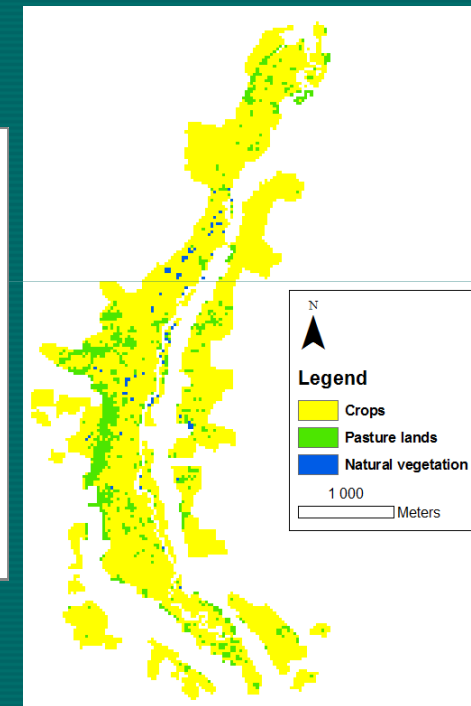 N
Legend
Crops
Pasture lands
Natural vegetation
1 000
Meters